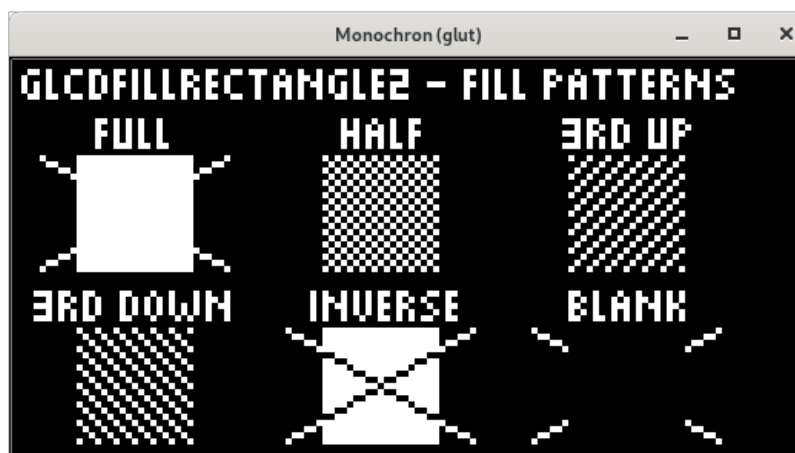 Monochron (glut)
GLCDFILLRECTANGLE2 - FILL PATTERNS
FULL HALF 3RD UP
3RD DOWN INVERSE BLANK